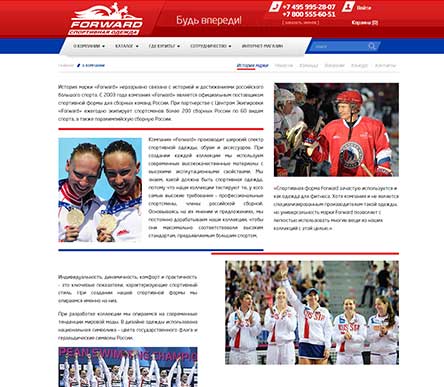 FORWARD
СПОРТИВНАЯ ОДЕЖДА
Будь впереди!
+7 495 995-28-07
+7 800 555-60-51
Войти
Корзина (0)
О КОМПАНИИ КАТАЛОГ ГДЕ КУПИТЬ? СОТРУДНИЧЕСТВО ИНТЕРНЕТ-МАГАЗИН
О КОМПАНИИ
История марки Новости Команда Вакансии Конкурс Контакты
История марки «Forward» неразрывно связана с историей и достижениями российского
большого спорта. С 2003 года компания «Forward» является официальным поставщиком
спортивной формы для сборных команд России. При партнерстве с Центром Экипировки
«Forward» ежегодно экипирует спортсменов более 200 сборных России по 60 видам
спорта, а также паралимпийскую сборную России.
Компания «Forward» производит широкий спектр
спортивной одежды, обуви и аксессуаров. При
создании каждой коллекции мы используем
современные высококачественные материалы с
высокими эксплуатационными свойствами. Мы
знаем, какой должна быть спортивная одежда,
потому что наши коллекции тестируют те, у кого
самые высокие требования – профессиональные
спортсмены, члены российской сборной.
Основываясь на их мнении и предложениях, мы
постоянно дорабатываем наши коллекции, чтобы
они максимально соответствовали высоким
стандартам, предъявляемым большим спортом.
«Спортивная форма Forward зачастую используется и
как одежда для фитнеса. Хотя компания и не является
специализированным производителем такой одежды,
но универсальность марки Forward позволяет с
легкостью использовать многие вещи из наших
коллекций с этой целью.»
Индивидуальность, динамичность, комфорт и практичность
- это ключевые показатели, характеризующие спортивный
стиль. При создании нашей спортивной формы мы
опираемся именно на них.
При разработке коллекции мы опираемся на современные
тенденции мировой моды. В дизайне одежды использована
национальная символика - цвета государственного флага и
геральдические символы России.
PEAN SWIMMING CHAMPI